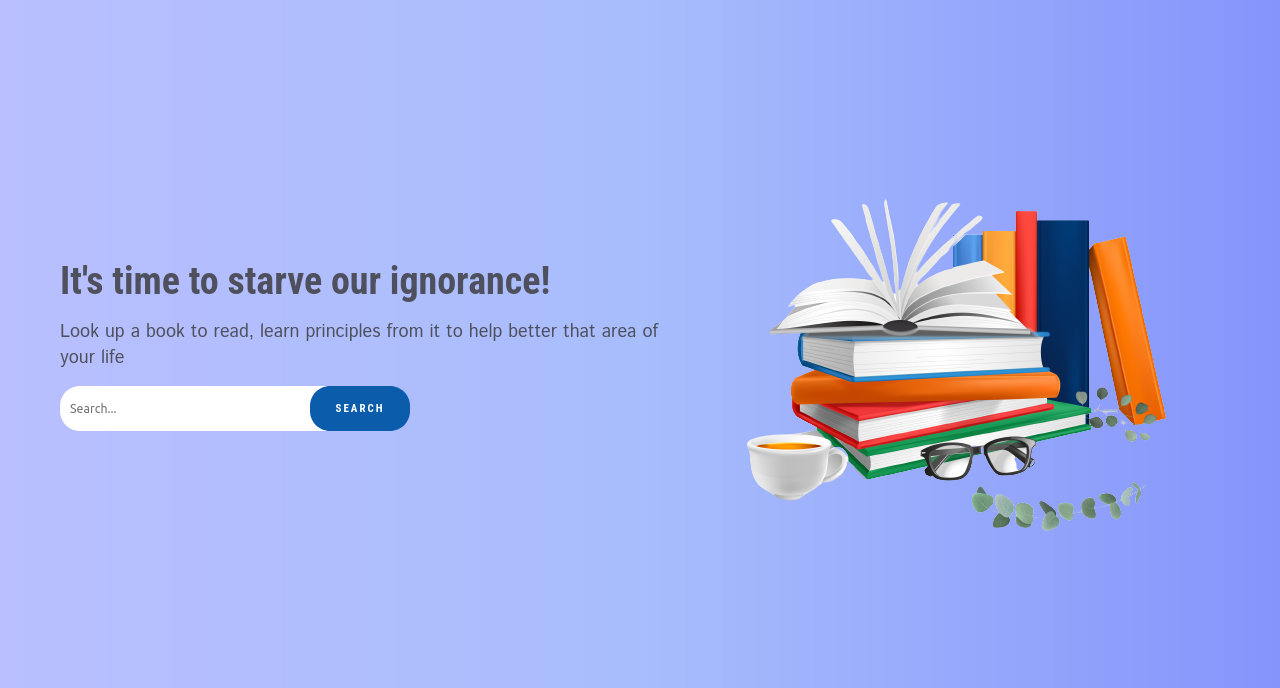 It's time to starve our ignorance!
Look up a book to read, learn principles from it to help better that area of
your life
Search...
SEARCH